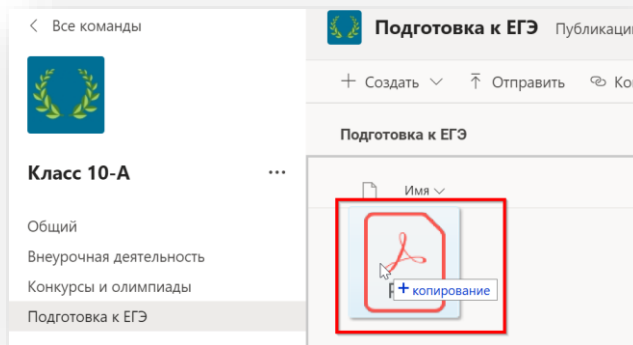 Все команды
Класс 10-А
Общий
Внеурочная деятельность
Конкурсы и олимпиады
Подготовка к ЕГЭ
Подготовка к ЕГЭ Публикации
Создать Отправить Ко
Подготовка к ЕГЭ
Имя
+ копирование